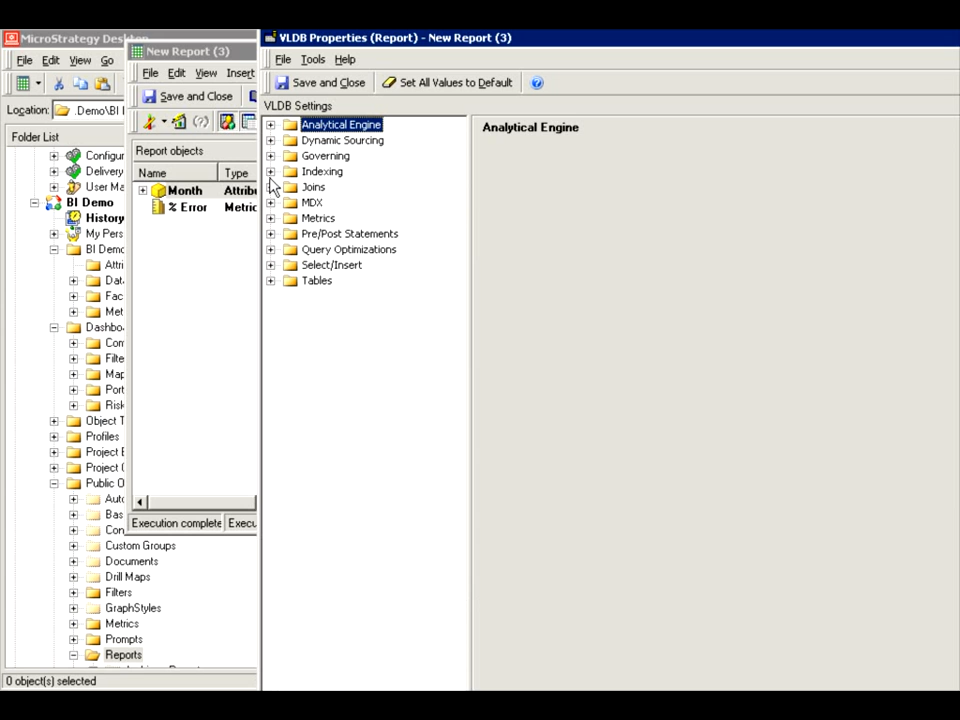 MicroStrategy Desktop
File Edit View Go
Location: .Demo\BI
Folder List
Configur
Delivery
User Ma
BI Demo
History
My Pers
BI Demo
Attri
Dat
Fac
Met
Dashbo
Con
Filte
Map
Port
Risk
Object T
Profiles
Project E
Project
Public O
Auto
Bas
Con
Custom Groups
Documents
Drill Maps
Filters
GraphStyles
Metrics
Prompts
Reports
0 object(s) selected
New Report (3)
File Edit View Insert
Save and Close
Report objects
Name Type
Month Attribu
% Error Metric
Execution complete Execu
VLDB Properties (Report) - New Report (3)
File Tools Help
Save and Close Set All Values to Default
VLDB Settings
Analytical Engine
Dynamic Sourcing
Governing
Indexing
Joins
MDX
Metrics
Pre/Post Statements
Query Optimizations
Select/Insert
Tables
Analytical Engine